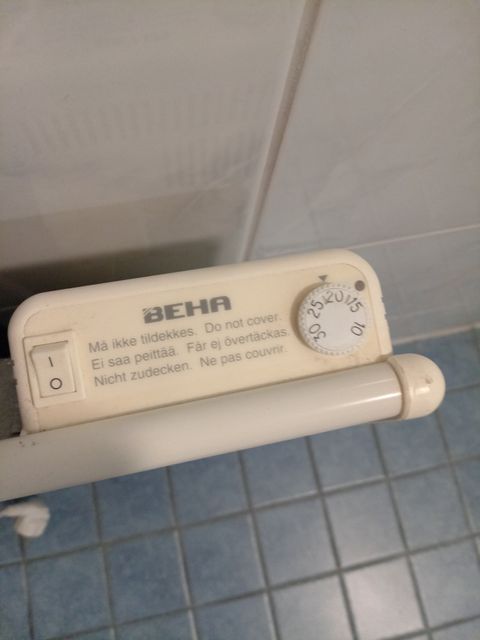 BEHA
Må ikke tildekkes. Do not cover.
Ei saa peittää. Får ej övertäckas.
Nicht zudecken. Ne pas couvrir.
30 25 20 15 10
I
O